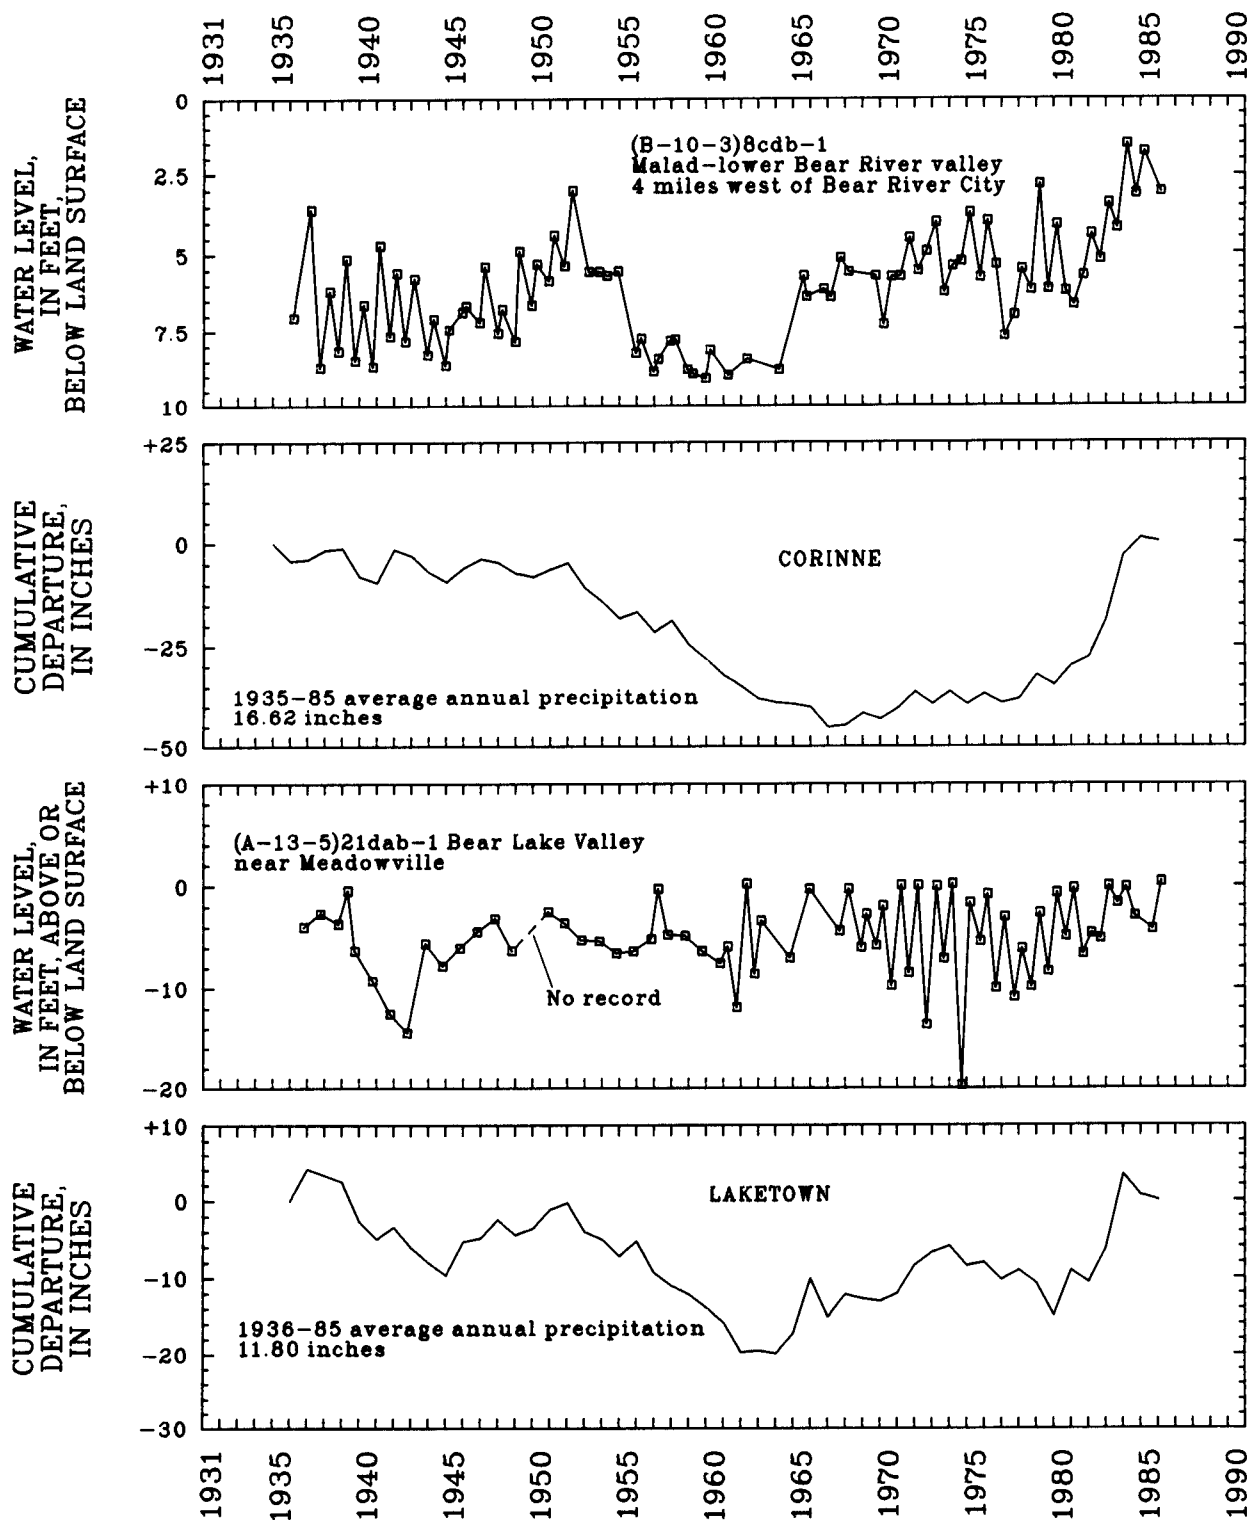 1931 1935 1940 1945 1950 1955 1960 1965 1970 1975 1980 1985 1990
WATER LEVEL,
IN FEET,
BELOW LAND SURFACE
0
2.5
5
7.5
10
(B-10-3)8cdb-1
Malad-lower Bear River valley
4 miles west of Bear River City
CUMULATIVE
DEPARTURE,
IN INCHES
+25
0
-25
-50
CORINNE
1935-85 average annual precipitation
16.62 inches
WATER LEVEL,
IN FEET, ABOVE OR
BELOW LAND SURFACE
+10
0
-10
-20
(A-13-5)21dab-1 Bear Lake Valley
near Meadowville
No record
CUMULATIVE
DEPARTURE,
IN INCHES
+10
0
-10
-20
-30
LAKETOWN
1936-85 average annual precipitation
11.80 inches
1931 1935 1940 1945 1950 1955 1960 1965 1970 1975 1980 1985 1990